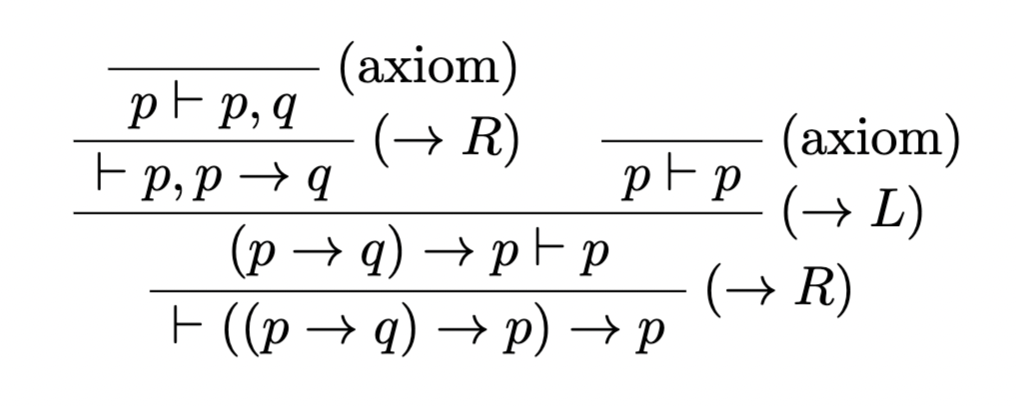 (axiom)
p ⊢ p, q
(→ R)
(axiom)
⊢ p, p → q
p ⊢ p
(→ L)
(p → q) → p ⊢ p
(→ R)
⊢ ((p → q) → p) → p